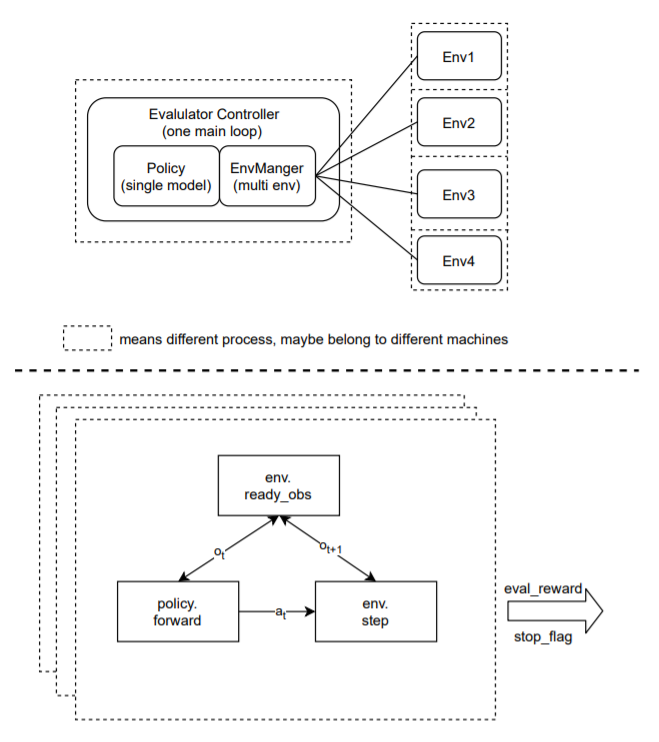 Env1
Evalulator Controller
(one main loop)
Env2
Policy
(single model)
EnvManger
(multi env)
Env3
Env4
means different process, maybe belong to different machines
env.
ready_obs
o_t
o_{t+1}
policy.
forward
a_t
env.
step
eval_reward
stop_flag